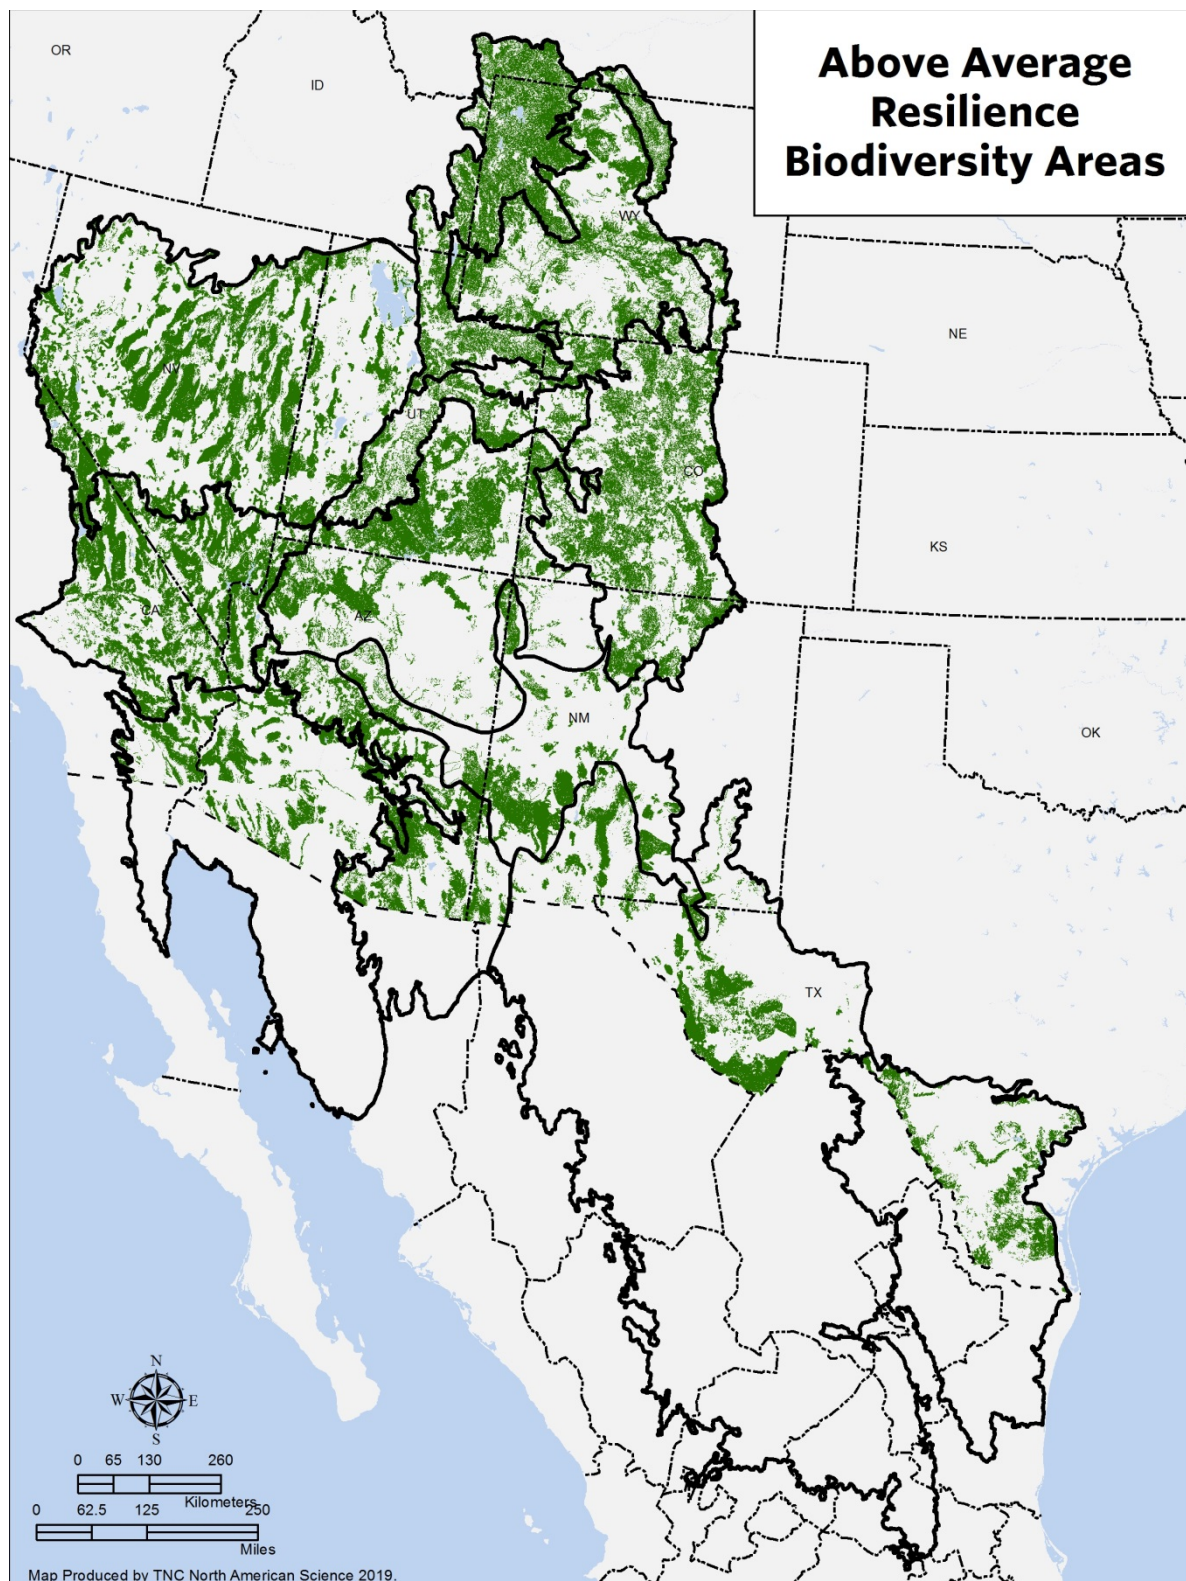 Above Average
Resilience
Biodiversity Areas
OR
ID
WY
NE
NV
UT
CO
KS
CA
AZ
NM
OK
TX
N
W E
S
0 65 130 260
Kilometers
0 62.5 125 250
Miles
Map Produced by TNC North American Science 2019.